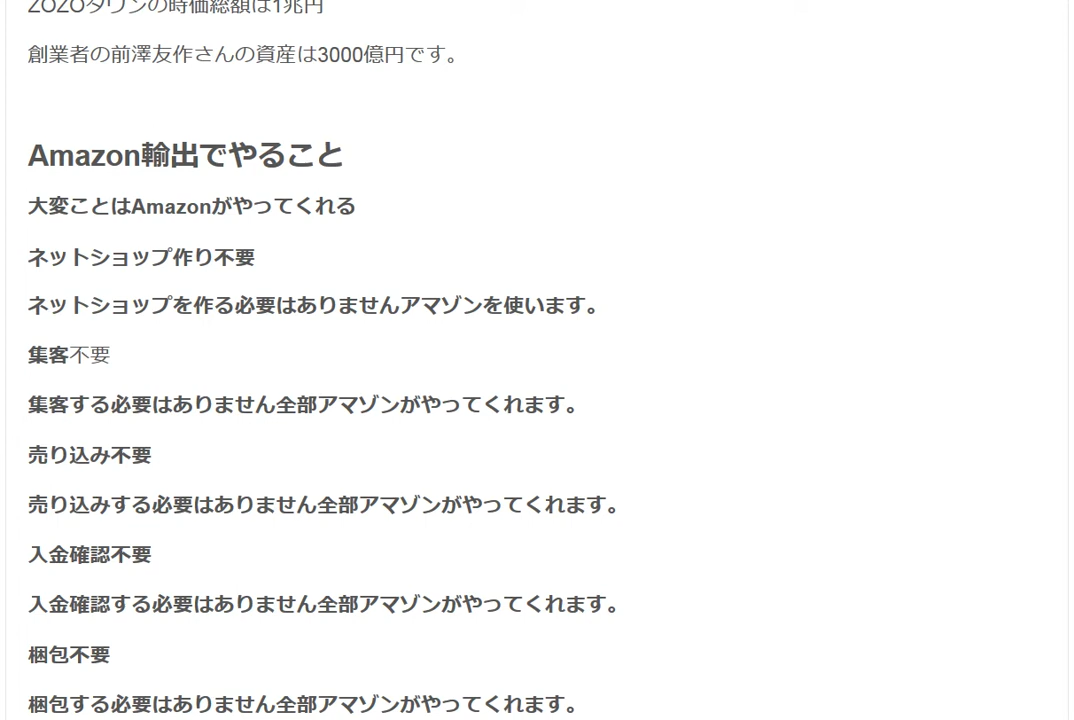 ZOZOタウンの時価総額は1兆円
創業者の前澤友作さんの資産は3000億円です。
Amazon輸出でやること
大変ことはAmazonがやってくれる
ネットショップ作り不要
ネットショップを作る必要はありませんアマゾンを使います。
集客不要
集客する必要はありません全部アマゾンがやってくれます。
売り込み不要
売り込みする必要はありません全部アマゾンがやってくれます。
入金確認不要
入金確認する必要はありません全部アマゾンがやってくれます。
梱包不要
梱包する必要はありません全部アマゾンがやってくれます。